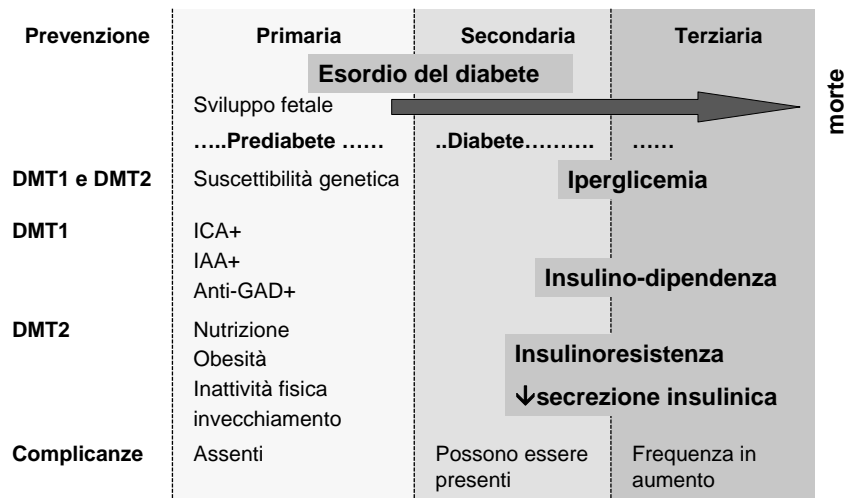 Prevenzione Primaria Secondaria Terziaria
Esordio del diabete
Sviluppo fetale
morte
…..Prediabete …… ..Diabete………. ……
DMT1 e DMT2 Suscettibilità genetica Iperglicemia
DMT1 ICA+
IAA+
Insulino-dipendenza
Anti-GAD+
DMT2 Nutrizione
Obesità Insulinoresistenza
Inattività fisica ↓secrezione insulinica
invecchiamento
Complicanze Assenti Possono essere Frequenza in
presenti aumento